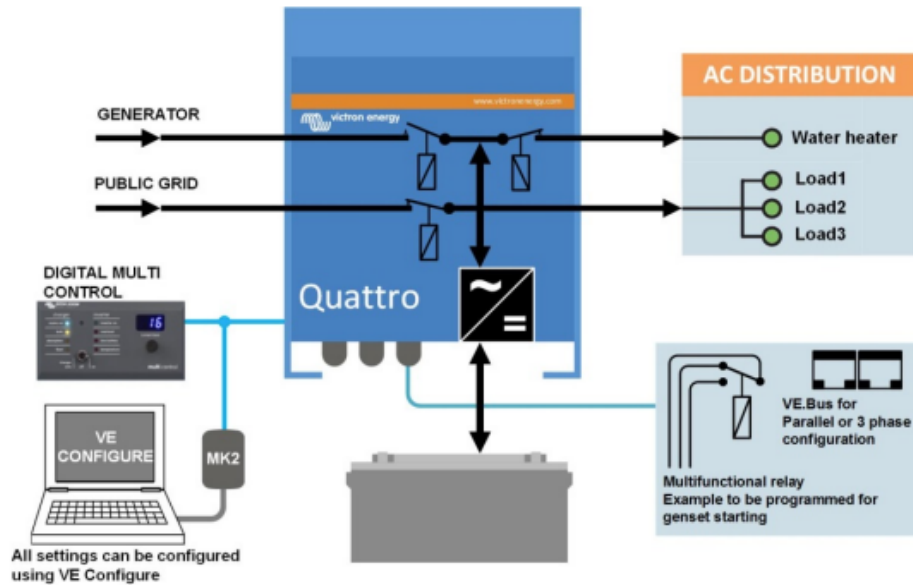 www.victronenergy.com
victron energy
GENERATOR
PUBLIC GRID
AC DISTRIBUTION
Water heater
Load1
Load2
Load3
DIGITAL MULTI
CONTROL
16
Quattro
VE
CONFIGURE
MK2
All settings can be configured
using VE Configure
VE.Bus for
Parallel or 3 phase
configuration
Multifunctional relay
Example to be programmed for
genset starting